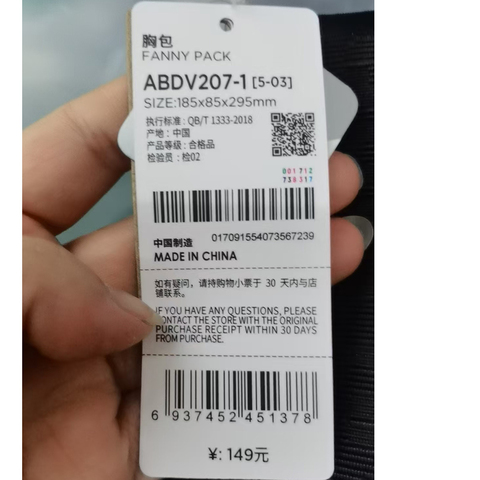 胸包
FANNY PACK
ABDV207-1 [5-03]
SIZE:185x85x295mm
执行标准：QB/T 1333-2018
产地：中国
产品等级：合格品
检验员：检02
001712
738317
中国制造 017091554073567239
MADE IN CHINA
如有疑问，请持购物小票于 30 天内与店
铺联系。
IF YOU HAVE ANY QUESTIONS, PLEASE
CONTACT THE STORE WITH THE ORIGINAL
PURCHASE RECEIPT WITHIN 30 DAYS
FROM PURCHASE.
6 937452 451378
¥: 149元